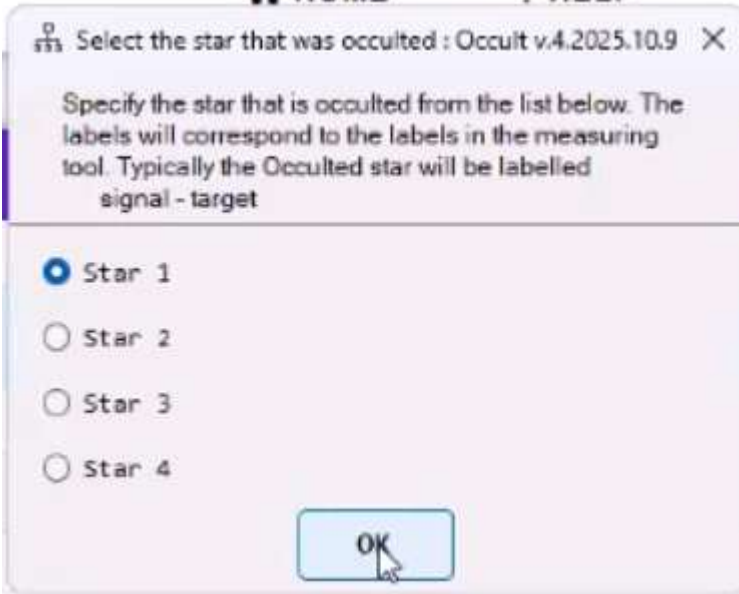 Select the star that was occulted : Occult v.4.2025.10.9
Specify the star that is occulted from the list below. The
labels will correspond to the labels in the measuring
tool. Typically the Occulted star will be labelled
signal - target
Star 1
Star 2
Star 3
Star 4
OK